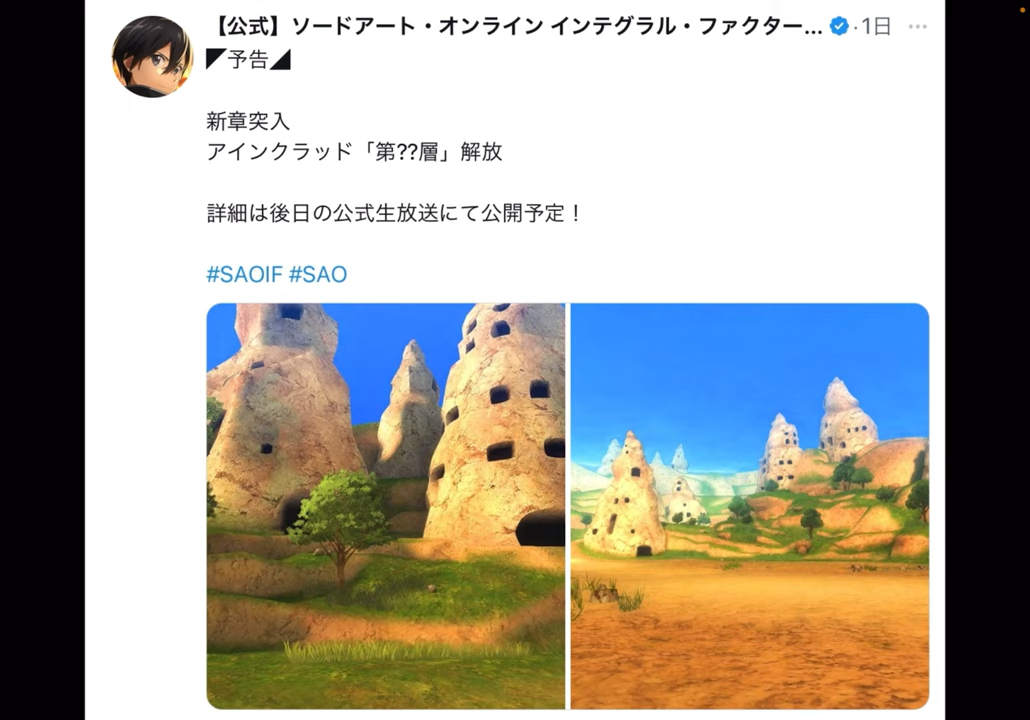 【公式】ソードアート・オンライン インテグラル・ファクター... ·1日 ···
◤予告◢
新章突入
アインクラッド「第??層」解放
詳細は後日の公式生放送にて公開予定！
#SAOIF #SAO